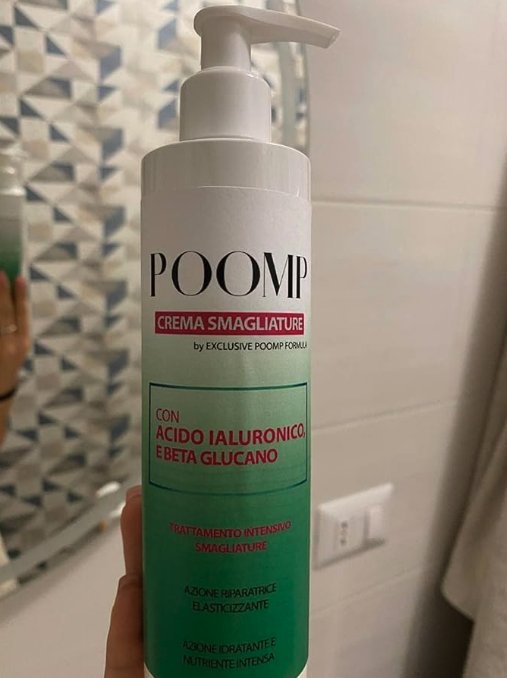 POOMP
CREMA SMAGLIATURE
by EXCLUSIVE POOMP FORMULA
CON
ACIDO IALURONICO,
E BETA GLUCANO
TRATTAMENTO INTENSIVO
SMAGLIATURE
AZIONE RIPARATRICE
ELASTICIZZANTE
AZIONE IDRATANTE E
NUTRIENTE INTENSA